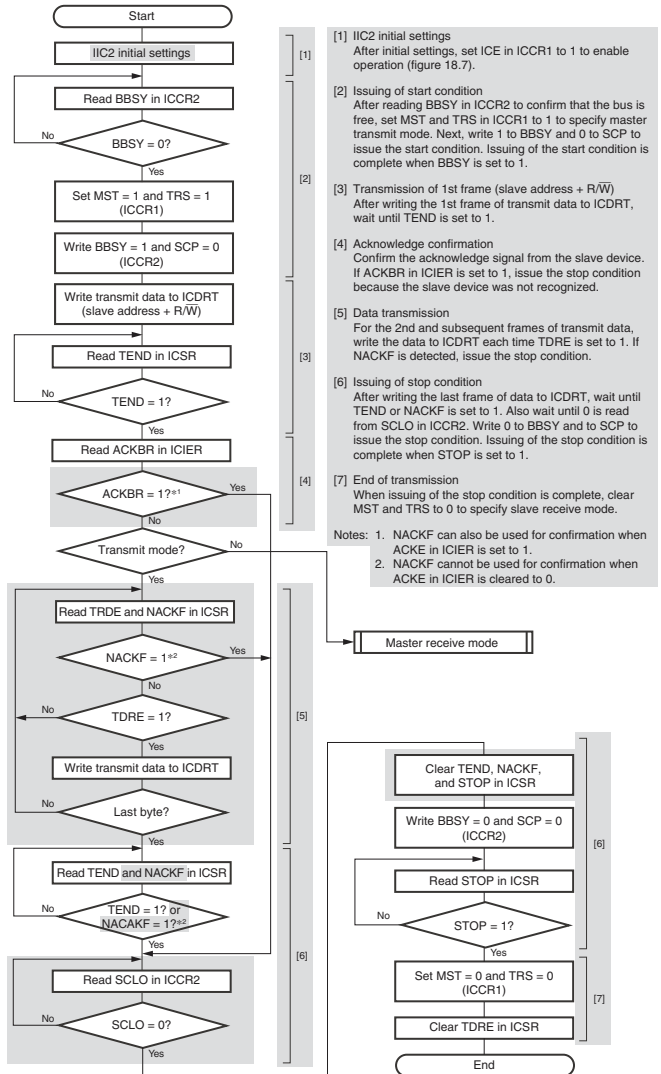 Start
IIC2 initial settings
[1]
Read BBSY in ICCR2
No
BBSY = 0?
Yes
Set MST = 1 and TRS = 1
(ICCR1)
[2]
Write BBSY = 1 and SCP = 0
(ICCR2)
Write transmit data to ICDRT
(slave address + R/W̅)
Read TEND in ICSR
[3]
No
TEND = 1?
Yes
Read ACKBR in ICIER
[4]
ACKBR = 1?*1
Yes
No
Transmit mode?
No
Yes
Read TRDE and NACKF in ICSR
NACKF = 1*2
Yes
No
No
TDRE = 1?
[5]
Yes
Write transmit data to ICDRT
No
Last byte?
Yes
Read TEND and NACKF in ICSR
No
TEND = 1? or
NACAKF = 1?*2
Yes
[6]
Read SCLO in ICCR2
No
SCLO = 0?
Yes
[1] IIC2 initial settings
After initial settings, set ICE in ICCR1 to 1 to enable
operation (figure 18.7).
[2] Issuing of start condition
After reading BBSY in ICCR2 to confirm that the bus is
free, set MST and TRS in ICCR1 to 1 to specify master
transmit mode. Next, write 1 to BBSY and 0 to SCP to
issue the start condition. Issuing of the start condition is
complete when BBSY is set to 1.
[3] Transmission of 1st frame (slave address + R/W̅)
After writing the 1st frame of transmit data to ICDRT,
wait until TEND is set to 1.
[4] Acknowledge confirmation
Confirm the acknowledge signal from the slave device.
If ACKBR in ICIER is set to 1, issue the stop condition
because the slave device was not recognized.
[5] Data transmission
For the 2nd and subsequent frames of transmit data,
write the data to ICDRT each time TDRE is set to 1. If
NACKF is detected, issue the stop condition.
[6] Issuing of stop condition
After writing the last frame of data to ICDRT, wait until
TEND or NACKF is set to 1. Also wait until 0 is read
from SCLO in ICCR2. Write 0 to BBSY and to SCP to
issue the stop condition. Issuing of the stop condition is
complete when STOP is set to 1.
[7] End of transmission
When issuing of the stop condition is complete, clear
MST and TRS to 0 to specify slave receive mode.
Notes: 1. NACKF can also be used for confirmation when
ACKE in ICIER is set to 1.
2. NACKF cannot be used for confirmation when
ACKE in ICIER is cleared to 0.
Master receive mode
Clear TEND, NACKF,
and STOP in ICSR
Write BBSY = 0 and SCP = 0
(ICCR2)
[6]
Read STOP in ICSR
No
STOP = 1?
Yes
Set MST = 0 and TRS = 0
(ICCR1)
[7]
Clear TDRE in ICSR
End